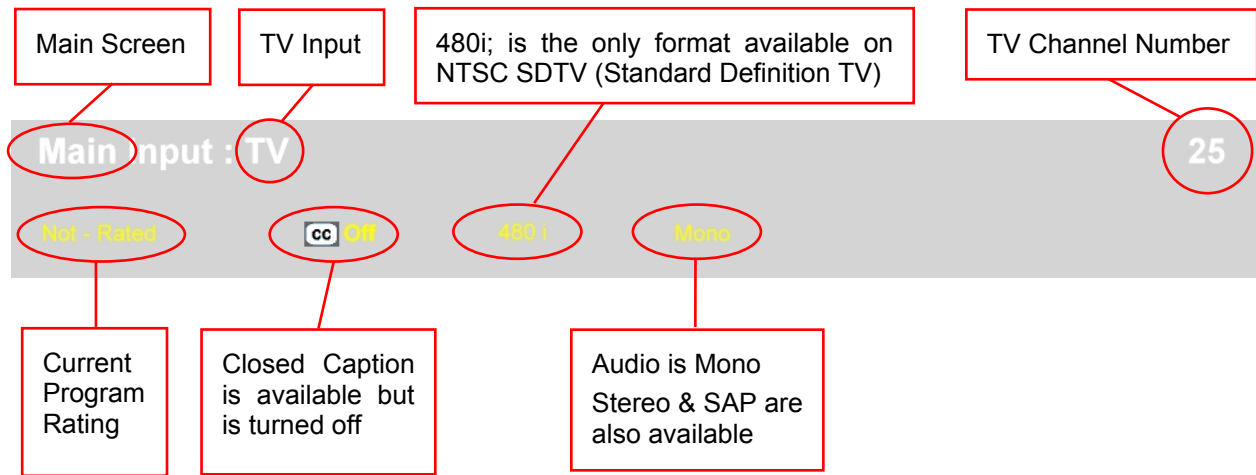 Main Screen
TV Input
480i; is the only format available on
NTSC SDTV (Standard Definition TV)
TV Channel Number
Main Input : TV
25
Not - Rated
cc Off
480 i
Mono
Current
Program
Rating
Closed Caption
is available but
is turned off
Audio is Mono
Stereo & SAP are
also available